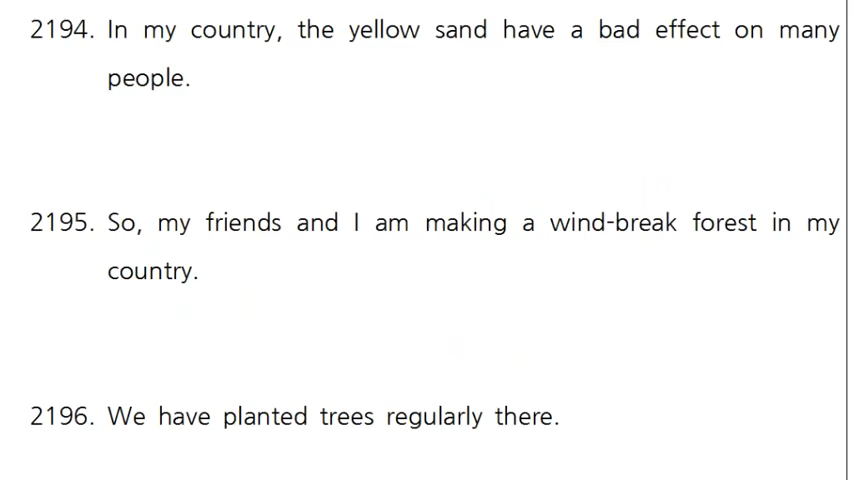 2194. In my country, the yellow sand have a bad effect on many
people.
2195. So, my friends and I am making a wind-break forest in my
country.
2196. We have planted trees regularly there.